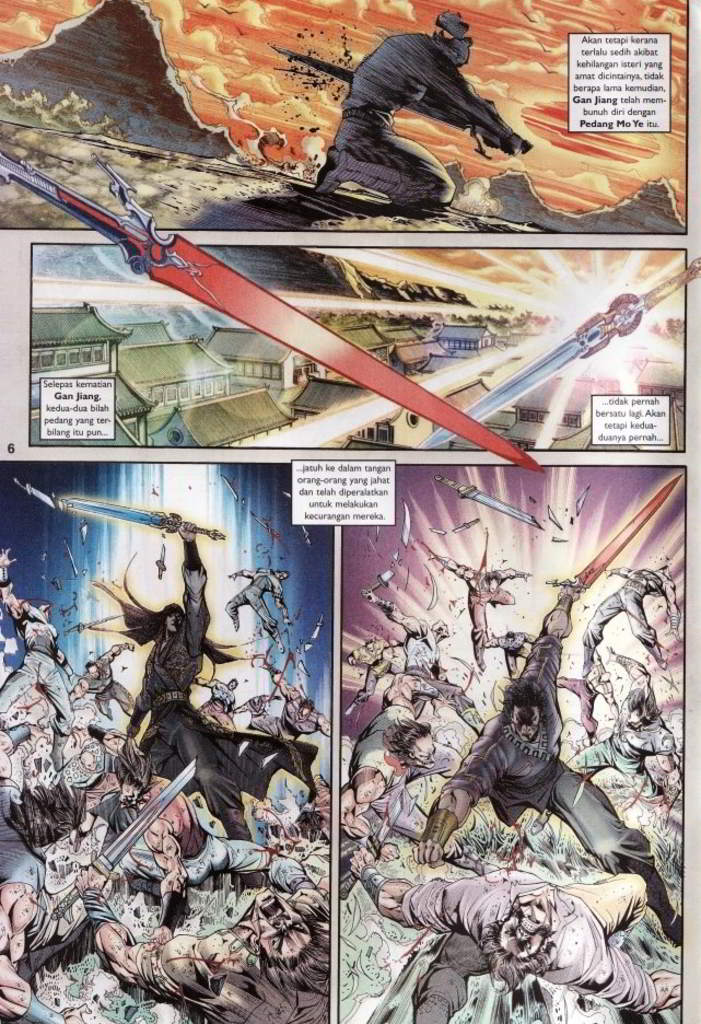 Akan tetapi kerana
terlalu sedih akibat
kehilangan isteri yang
amat dicintainya, tidak
berapa lama kemudian,
Gan Jiang telah mem-
bunuh diri dengan
Pedang Mo Ye itu.
Selepas kematian
Gan Jiang,
kedua-dua bilah
pedang yang ter-
bilang itu pun...
...tidak pernah
bersatu lagi. Akan
tetapi kedua-
duanya pernah...
6
...jatuh ke dalam tangan
orang-orang yang jahat
dan telah diperalatkan
untuk melakukan
kecurangan mereka.